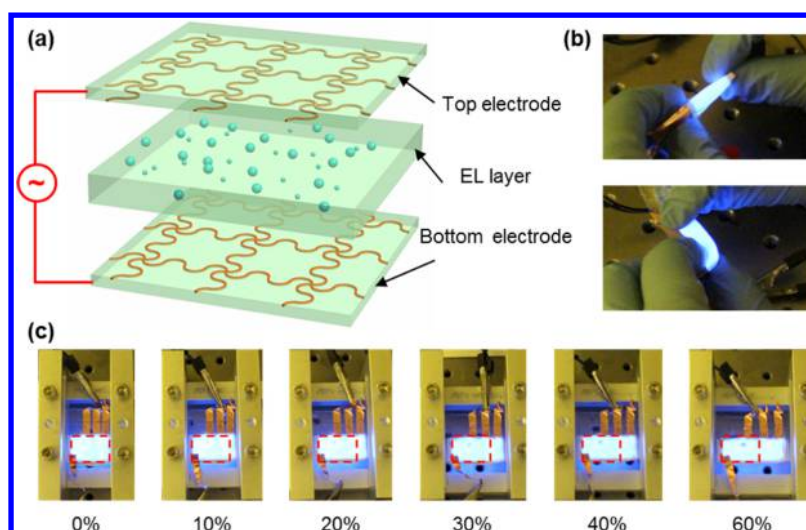 (a)
(b)
Top electrode
~
EL layer
Bottom electrode
(c)
0% 10% 20% 30% 40% 60%